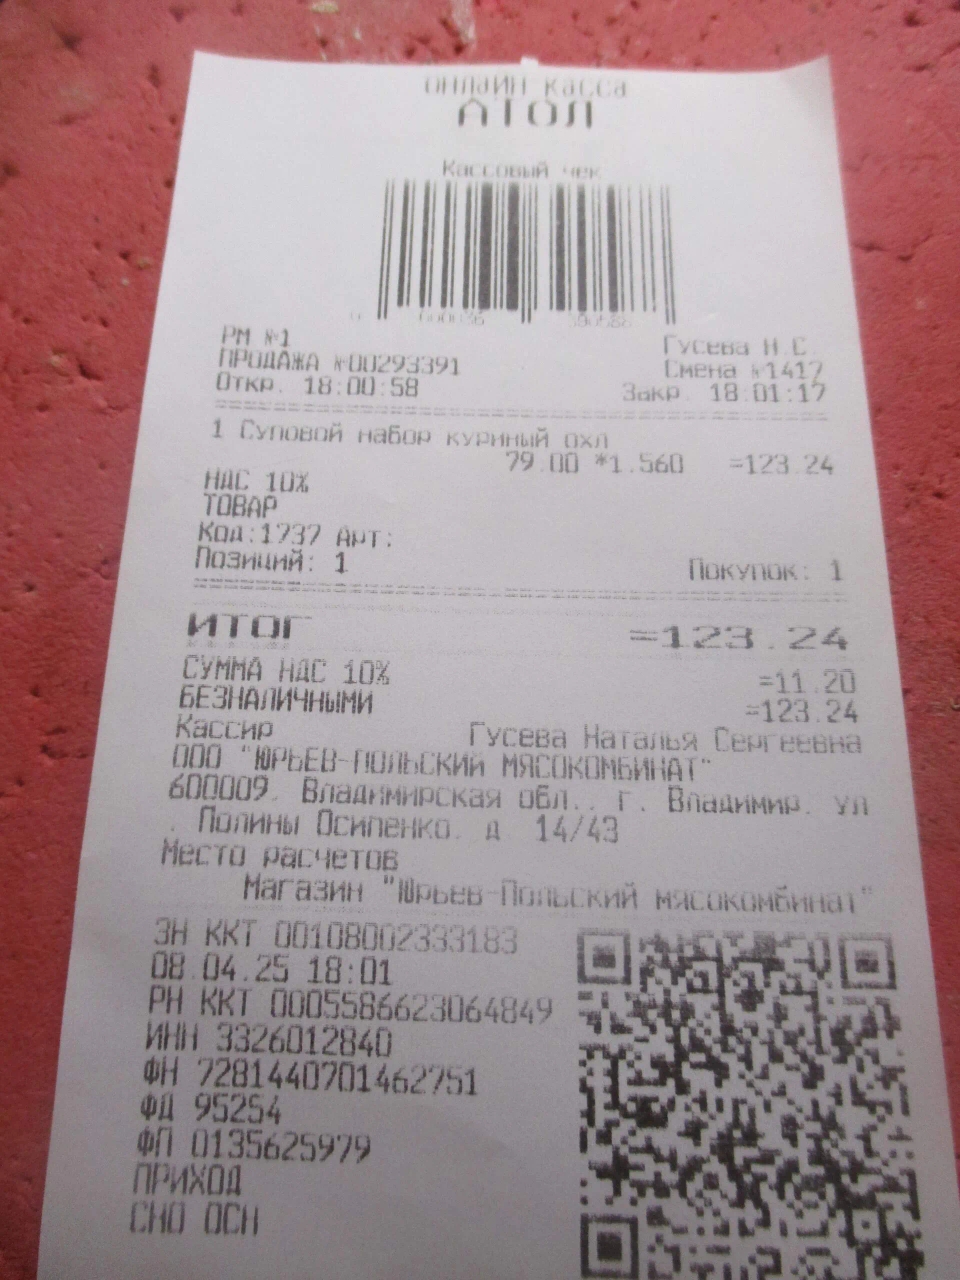 ОНЛАЙН КАССА
АТОЛ
Кассовый чек
РМ №1 Гусева Н.С.
ПРОДАЖА №00293391 Смена №1417
Откр. 18:00:58 Закр. 18:01:17
1 Суповой набор куриный охл
79.00 *1.560 =123.24
НДС 10%
ТОВАР
Код:1737 Арт:
Позиций: 1 Покупок: 1
ИТОГ =123.24
СУММА НДС 10% =11.20
БЕЗНАЛИЧНЫМИ =123.24
Кассир Гусева Наталья Сергеевна
ООО "ЮРЬЕВ-ПОЛЬСКИЙ МЯСОКОМБИНАТ"
600009, Владимирская обл., г. Владимир, ул
. Полины Осипенко, д. 14/43
Место расчетов
Магазин "Юрьев-Польский мясокомбинат"
ЗН ККТ 00108002333183
08.04.25 18:01
РН ККТ 0005586623064849
ИНН 3326012840
ФН 7281440701462751
ФД 95254
ФП 0135625979
ПРИХОД
СНО ОСН